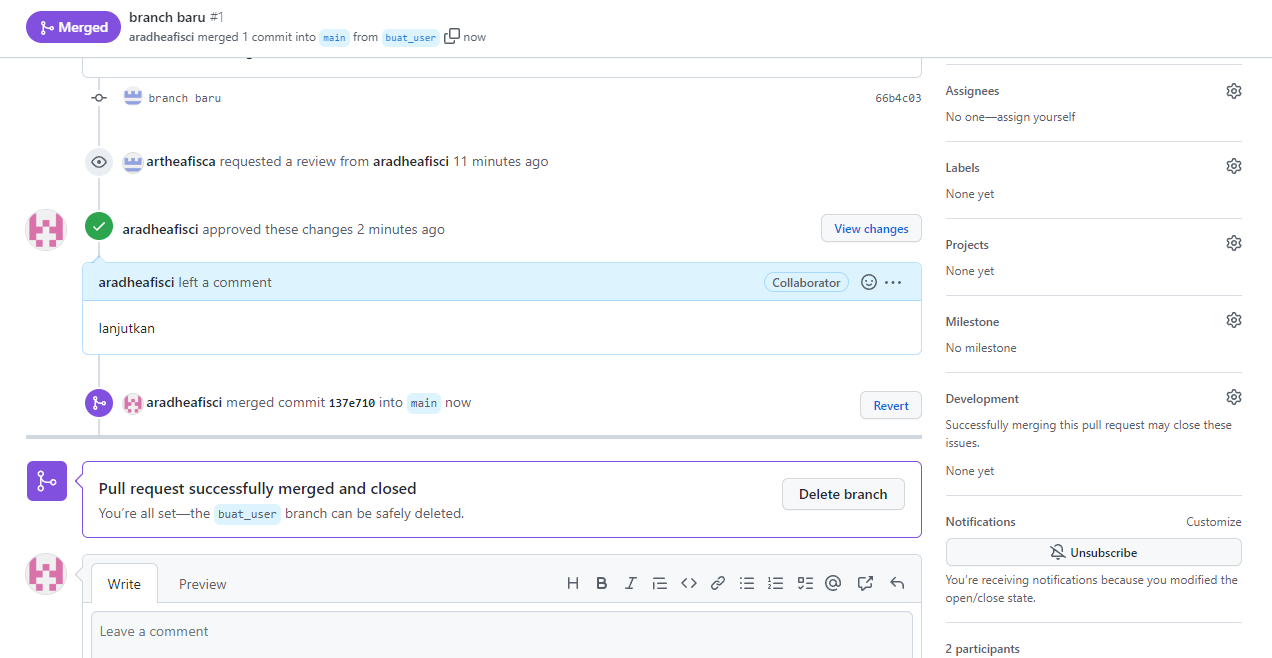 Merged
branch baru #1
aradheafisci merged 1 commit into main from buat_user now
branch baru 66b4c03
artheafisca requested a review from aradheafisci 11 minutes ago
aradheafisci approved these changes 2 minutes ago
View changes
aradheafisci left a comment
Collaborator
lanjutkan
aradheafisci merged commit 137e710 into main now
Revert
Pull request successfully merged and closed
You're all set—the buat_user branch can be safely deleted.
Delete branch
Write Preview
Leave a comment
Assignees
No one—assign yourself
Labels
None yet
Projects
None yet
Milestone
No milestone
Development
Successfully merging this pull request may close these
issues.
None yet
Notifications Customize
Unsubscribe
You're receiving notifications because you modified the
open/close state.
2 participants